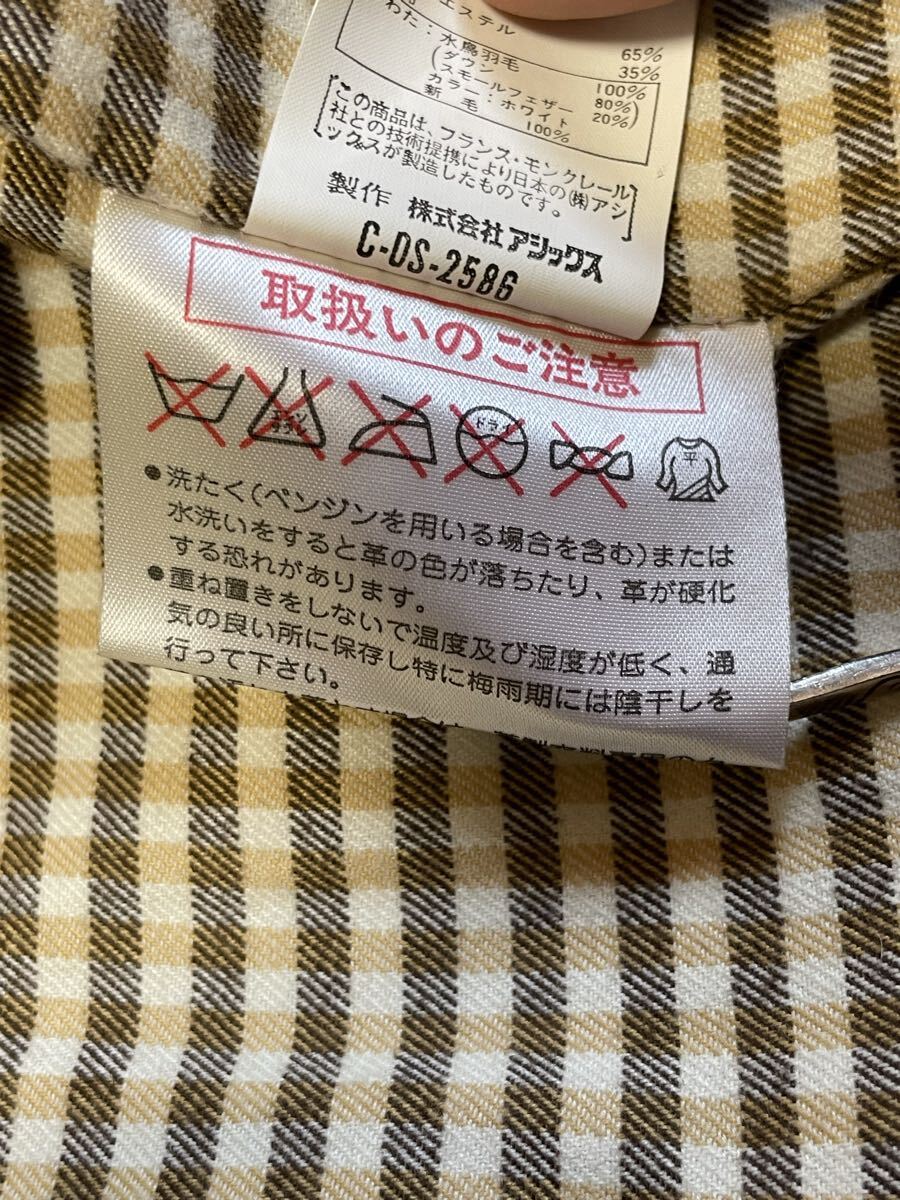 エステル 65%
35%
わた:水鳥羽毛 100%
(ダウン 80%
スモールフェザー 20%)
カラー:ホワイト
新毛 100%
この商品は、フランス・モンクレール
社との技術提携により日本の(株)アシ
ックスが製造したものです。
製作 株式会社アシックス
C-DS-2586
取扱いのご注意
ドライ
平
●洗たく(ベンジンを用いる場合を含む)または
水洗いをすると革の色が落ちたり、革が硬化
する恐れがあります。
●重ね置きをしないで温度及び湿度が低く、通
気の良い所に保存し特に梅雨期には陰干しを
行って下さい。